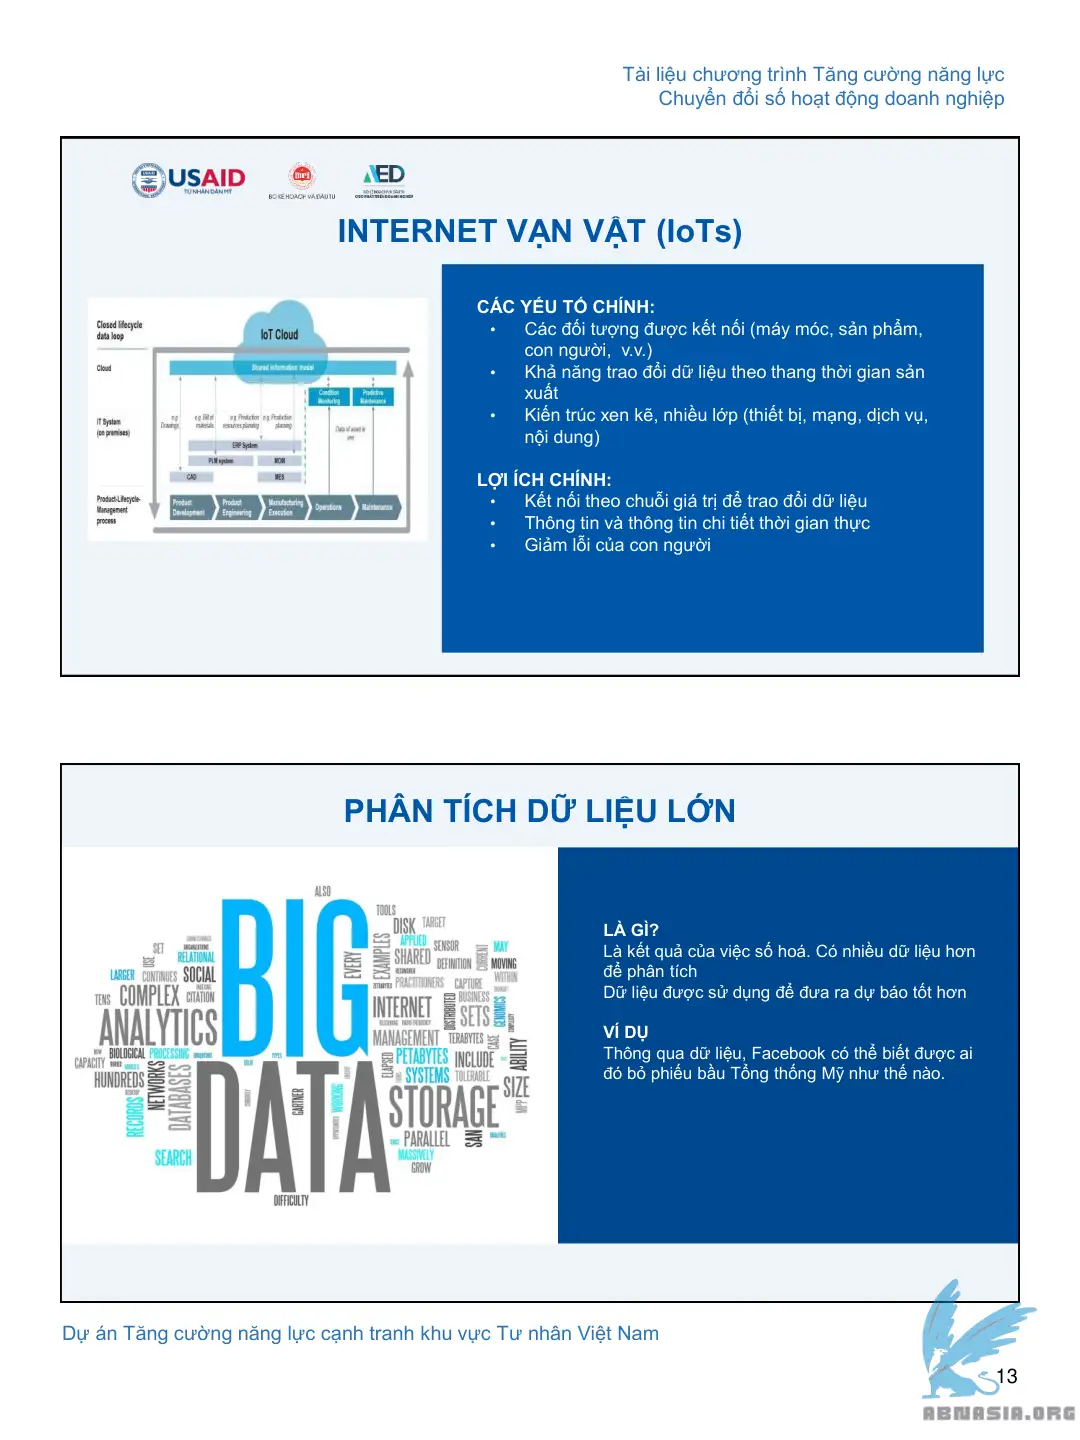 Tài liệu chương trình Tăng cường năng lực
Chuyển đổi số hoạt động doanh nghiệp
USAID
TỪ NHÂN DÂN MỸ
BỘ KẾ HOẠCH VÀ ĐẦU TƯ
AED
INTERNET VẠN VẬT (IoTs)
Closed lifecycle
data loop
IoT Cloud
Cloud
Shared information model
Condition
Monitoring
Predictive
Maintenance
IT System
(on premises)
e.g.
Drawings
e.g. Bill of
materials
e.g. Production
resources planning
e.g. Production
planning
Data of asset in
use
ERP System
PLM system
MOM
CAD
MES
Product-Lifecycle-
Management
process
Product
Development
Product
Engineering
Manufacturing
Execution
Operations
Maintenance
CÁC YẾU TỐ CHÍNH:
• Các đối tượng được kết nối (máy móc, sản phẩm,
con người, v.v.)
• Khả năng trao đổi dữ liệu theo thang thời gian sản
xuất
• Kiến trúc xen kẽ, nhiều lớp (thiết bị, mạng, dịch vụ,
nội dung)
LỢI ÍCH CHÍNH:
• Kết nối theo chuỗi giá trị để trao đổi dữ liệu
• Thông tin và thông tin chi tiết thời gian thực
• Giảm lỗi của con người
PHÂN TÍCH DỮ LIỆU LỚN
ALSO
BIG
TOOLS
DISK
TARGET
APPLIED
SENSOR
MAY
SET
USE
RELATIONAL
EVERY
EXAMPLES
SHARED
DEFINITION
CURRENT
MOVING
LARGER
CONTINUES
SOCIAL
PRACTITIONERS
CAPTURE
WITHIN
TENS
COMPLEX
CITATION
INTERNET
DISTRIBUTED
BUSINESS
SETS
GENOMICS
ANALYTICS
MANAGEMENT
TERABYTES
CASE
ABILITY
BIOLOGICAL
PROCESSING
CAPACITY
ELAPSED
PETABYTES
INCLUDE
HUNDREDS
NETWORKS
DATABASES
DATA
GARTNER
WORKING
SYSTEMS
TOLERABLE
SIZE
MPP
RECORDS
STORAGE
PARALLEL
SAN
SEARCH
MASSIVELY
GROW
DIFFICULTY
LÀ GÌ?
Là kết quả của việc số hoá. Có nhiều dữ liệu hơn
để phân tích
Dữ liệu được sử dụng để đưa ra dự báo tốt hơn
VÍ DỤ
Thông qua dữ liệu, Facebook có thể biết được ai
đó bỏ phiếu bầu Tổng thống Mỹ như thế nào.
Dự án Tăng cường năng lực cạnh tranh khu vực Tư nhân Việt Nam
13
ABNASIA.ORG